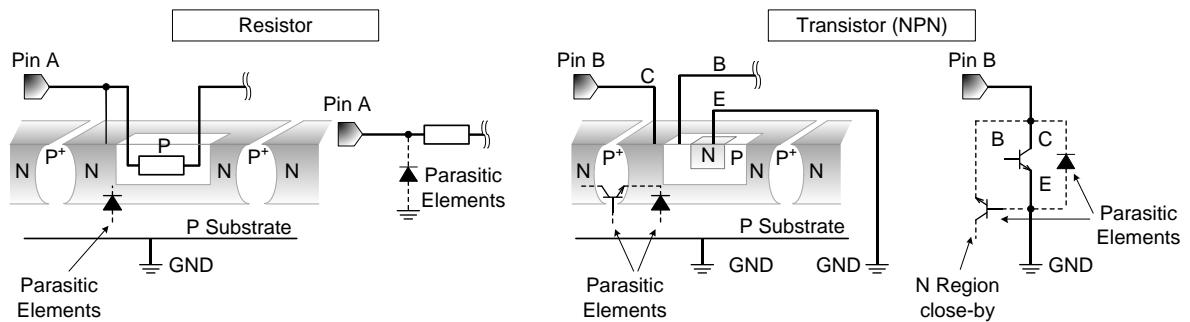 Resistor
Transistor (NPN)
Pin A
Pin A
N
P+
N
P
P+
N
N
Parasitic
Elements
P Substrate
GND
Parasitic
Elements
Pin B
C
B
E
N
P+
N
N
P
P+
N
N
P Substrate
GND
GND
Parasitic
Elements
Pin B
B
C
E
Parasitic
Elements
GND
N Region
close-by